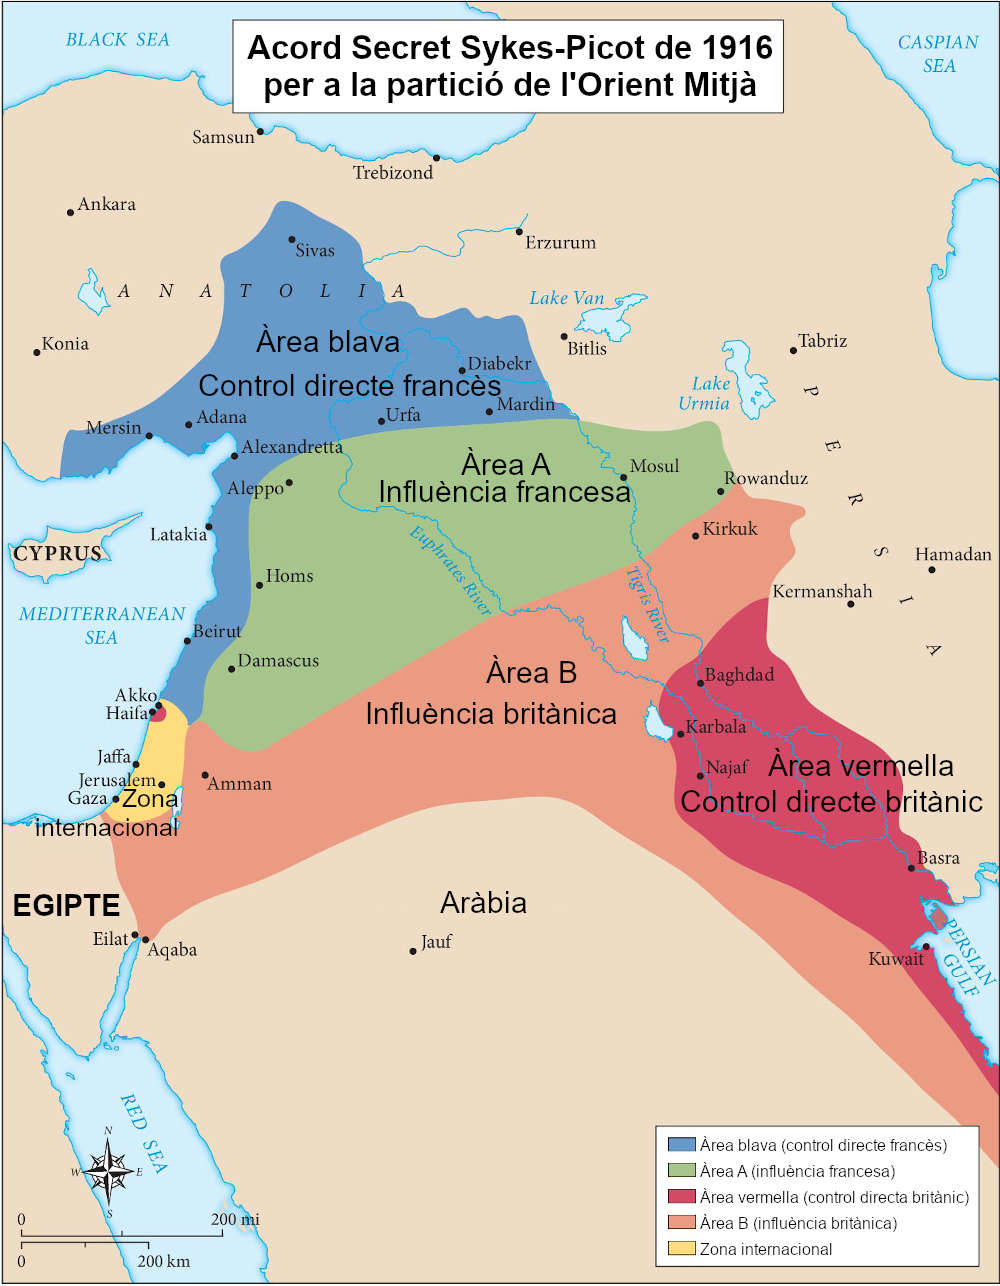 Acord Secret Sykes-Picot de 1916
per a la partició de l'Orient Mitjà
BLACK SEA
CASPIAN
SEA
Samsun
Trebizond
Ankara
Sivas
Erzurum
ANATOLIA
Lake Van
Konia
Bitlis
Tabriz
Àrea blava
Control directe francès
Diabekr
Lake
Urmia
PERSIA
Mersin
Adana
Urfa
Mardin
Alexandretta
Aleppo
Àrea A
Influència francesa
Mosul
Rowanduz
Latakia
Kirkuk
CYPRUS
Euphrates River
Tigris River
Hamadan
Homs
Kermanshah
MEDITERRANEAN
SEA
Beirut
Damascus
Àrea B
Influència britànica
Baghdad
Akko
Haifa
Karbala
Jaffa
Jerusalem
Gaza
Zona
internacional
Amman
Najaf
Àrea vermella
Control directe britànic
Basra
EGIPTE
Aràbia
Eilat
Aqaba
Jauf
Kuwait
PERSIAN
GULF
RED SEA
N
W
E
S
0
200 mi
0
200 km
Àrea blava (control directe francès)
Àrea A (influència francesa)
Àrea vermella (control directa britànic)
Àrea B (influència britànica)
Zona internacional